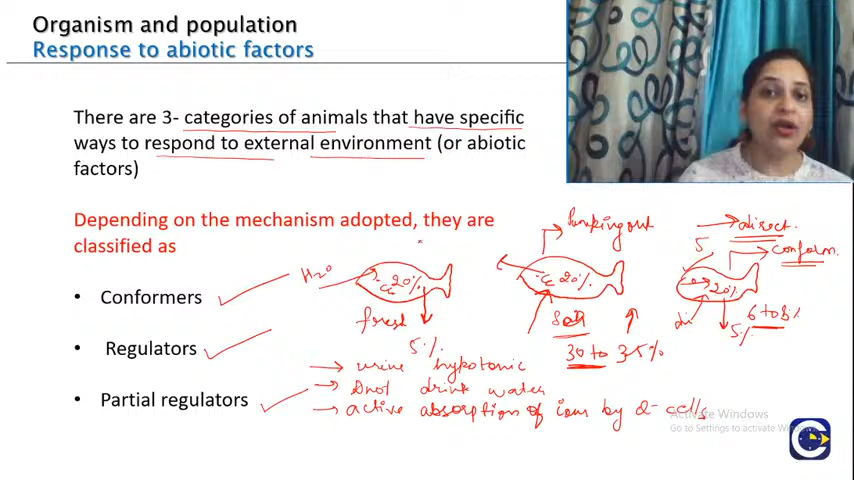 Organism and population
Response to abiotic factors
There are 3- categories of animals that have specific
ways to respond to external environment (or abiotic
factors)
Depending on the mechanism adopted, they are
classified as
• Conformers
• Regulators
• Partial regulators
H2O
20%
fresh
5%
→ urine hypotonic
→ Dnot drink water
→ active absorption of ions by
cells
Pumping out
20%
30 to 35%
→ direct
5
→ conform
20%
5%
6 to 8%
Activate Windows
Go to Settings to activate Windows.